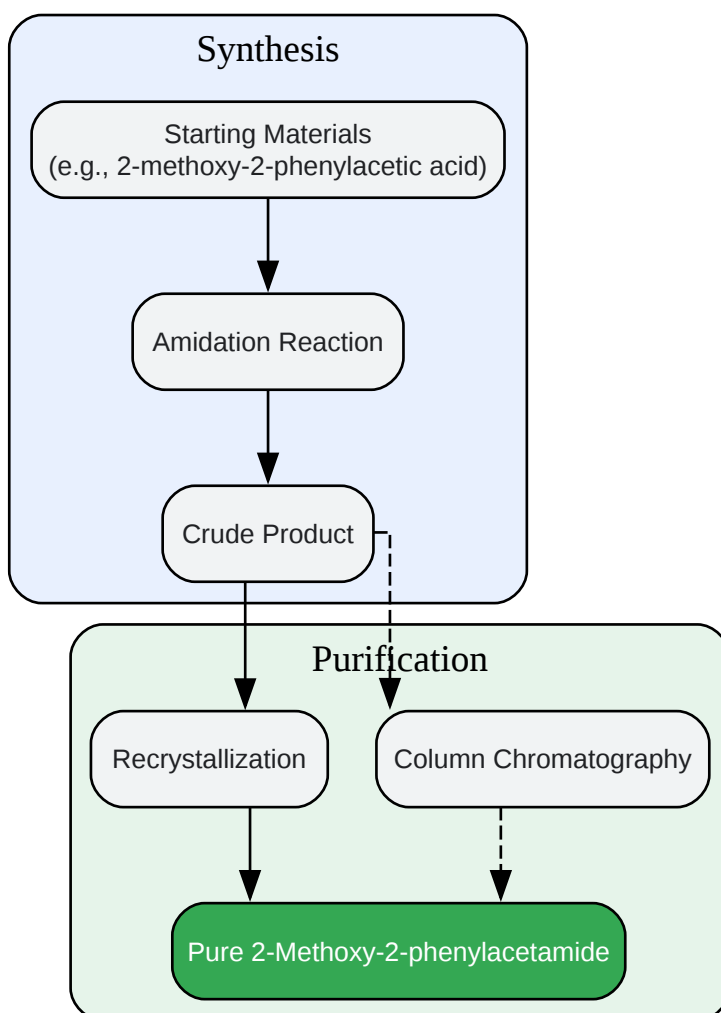 Synthesis
Starting Materials
(e.g., 2-methoxy-2-phenylacetic acid)
Amidation Reaction
Crude Product
Purification
Recrystallization
Column Chromatography
Pure 2-Methoxy-2-phenylacetamide